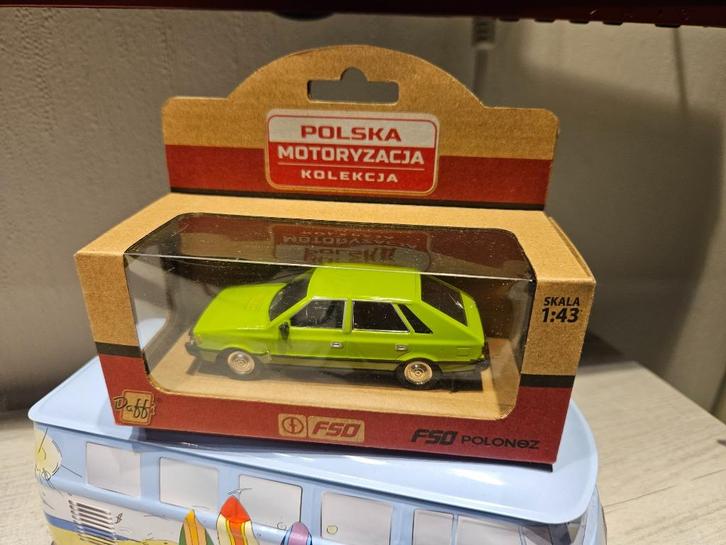 POLSKA
MOTORYZACJA
KOLEKCJA
SKALA
1:43
Daffi
FSO
FSO POLONEZ